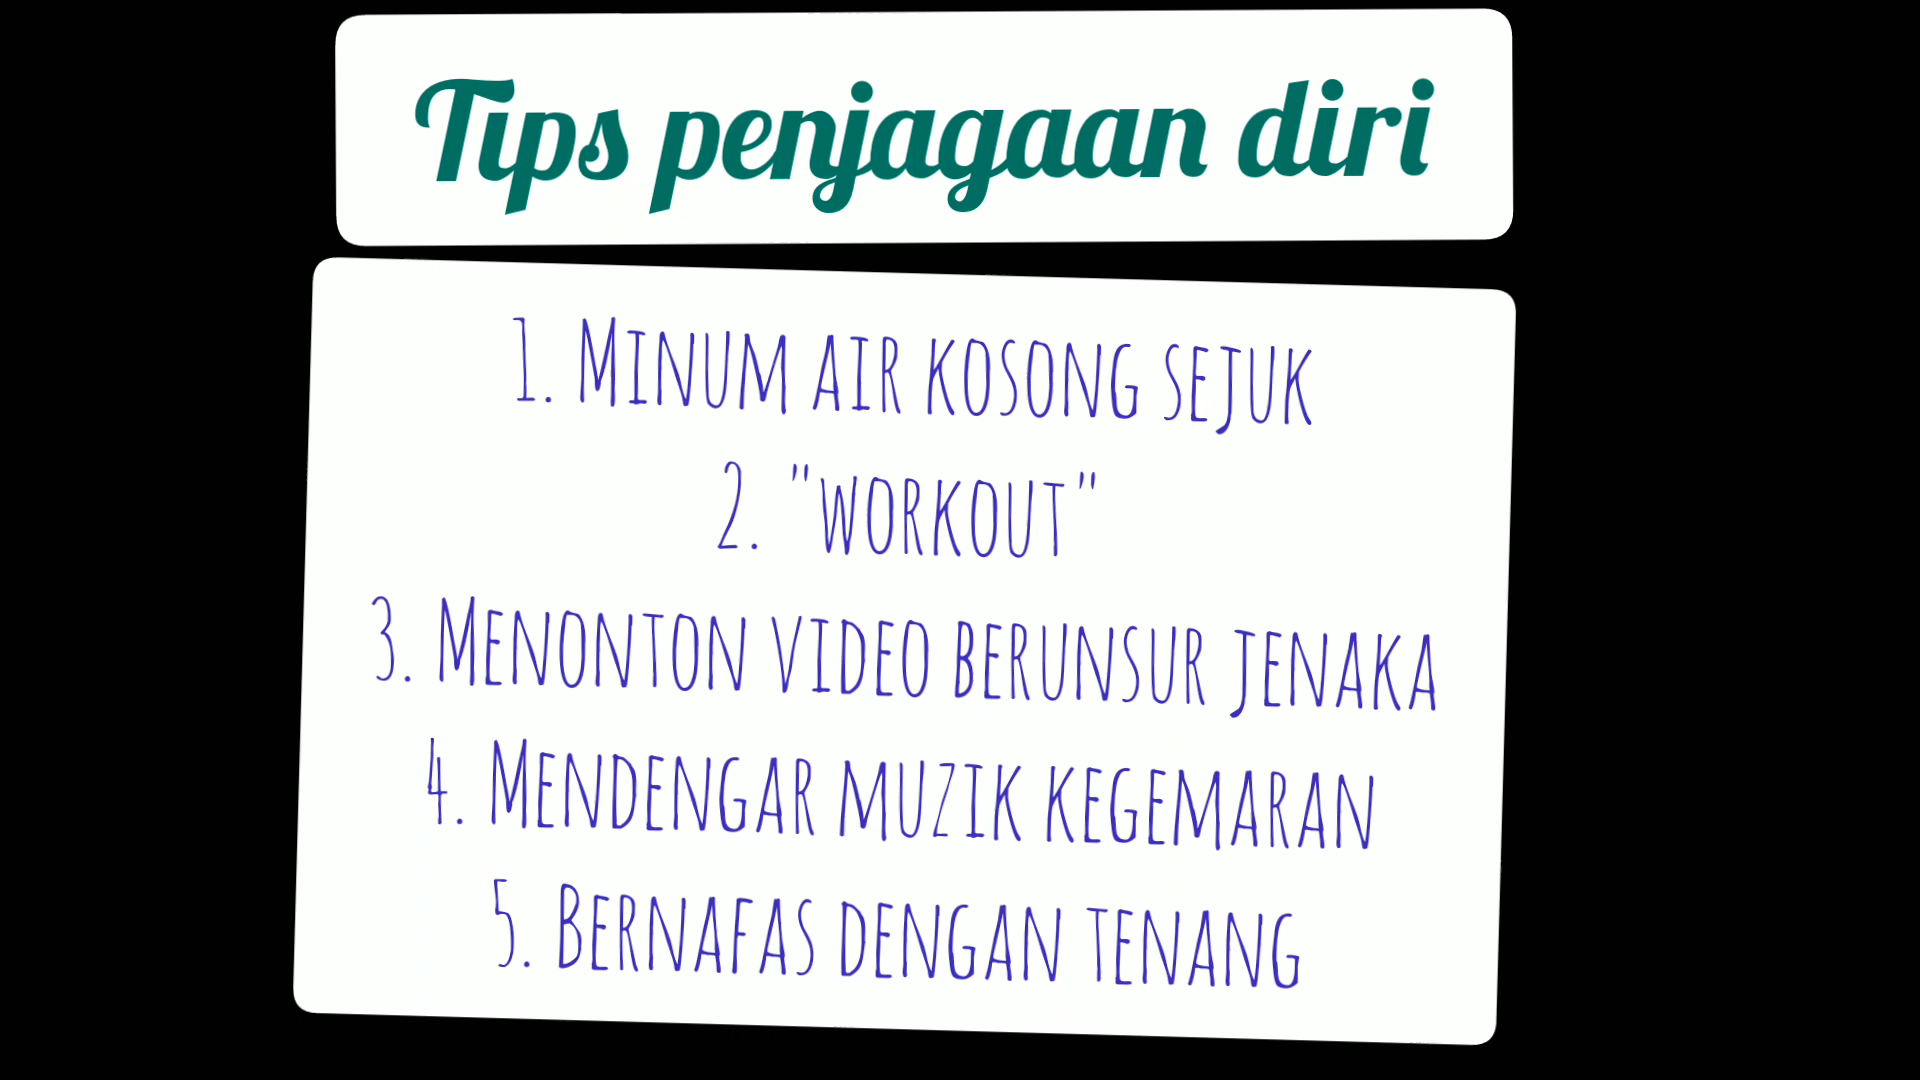 Tips penjagaan diri
1. Minum air kosong sejuk
2. "workout"
3. Menonton video berunsur jenaka
4. Mendengar muzik kegemaran
5. Bernafas dengan tenang